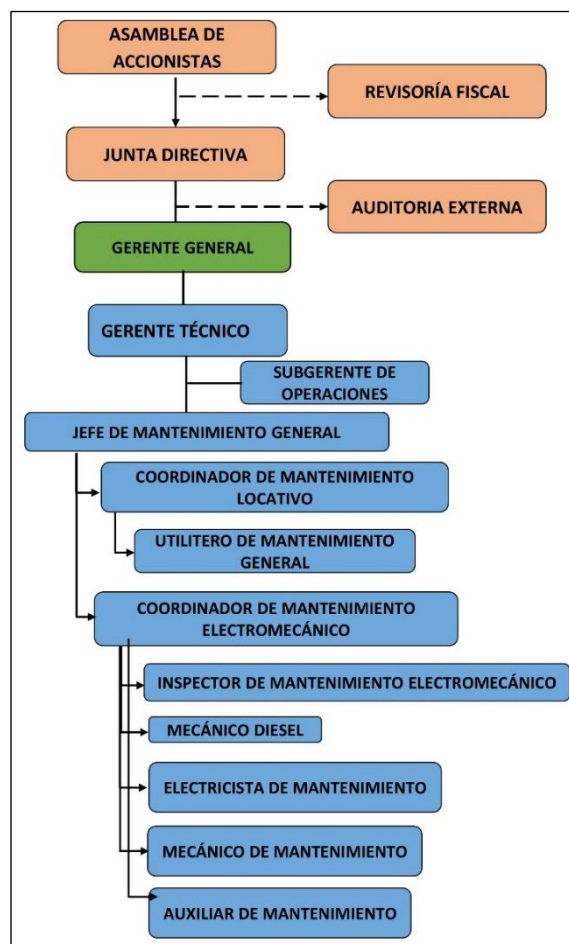 ASAMBLEA DE
ACCIONISTAS
REVISORÍA FISCAL
JUNTA DIRECTIVA
AUDITORIA EXTERNA
GERENTE GENERAL
GERENTE TÉCNICO
SUBGERENTE DE
OPERACIONES
JEFE DE MANTENIMIENTO GENERAL
COORDINADOR DE MANTENIMIENTO
LOCATIVO
UTILITERO DE MANTENIMIENTO
GENERAL
COORDINADOR DE MANTENIMIENTO
ELECTROMECÁNICO
INSPECTOR DE MANTENIMIENTO ELECTROMECÁNICO
MECÁNICO DIESEL
ELECTRICISTA DE MANTENIMIENTO
MECÁNICO DE MANTENIMIENTO
AUXILIAR DE MANTENIMIENTO